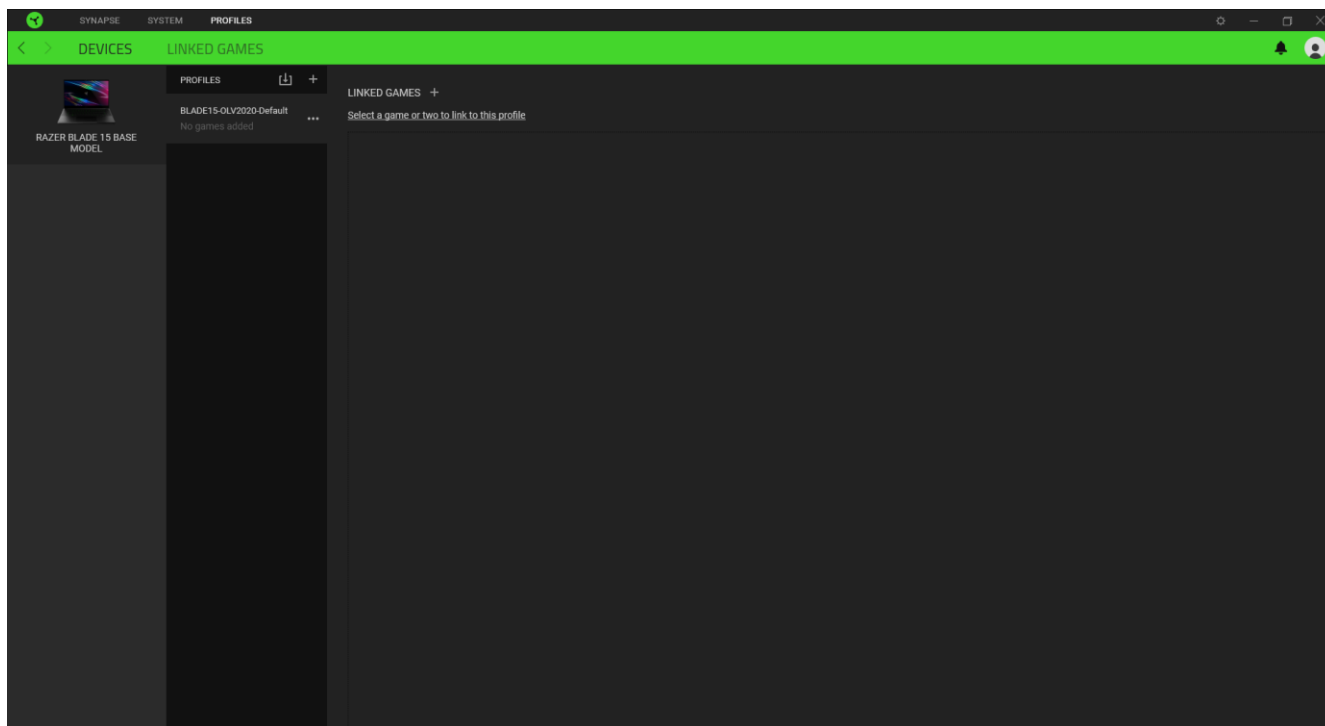 SYNAPSE SYSTEM PROFILES
DEVICES LINKED GAMES
RAZER BLADE 15 BASE
MODEL
PROFILES
BLADE15-OLV2020-Default
No games added
LINKED GAMES
Select a game or two to link to this profile